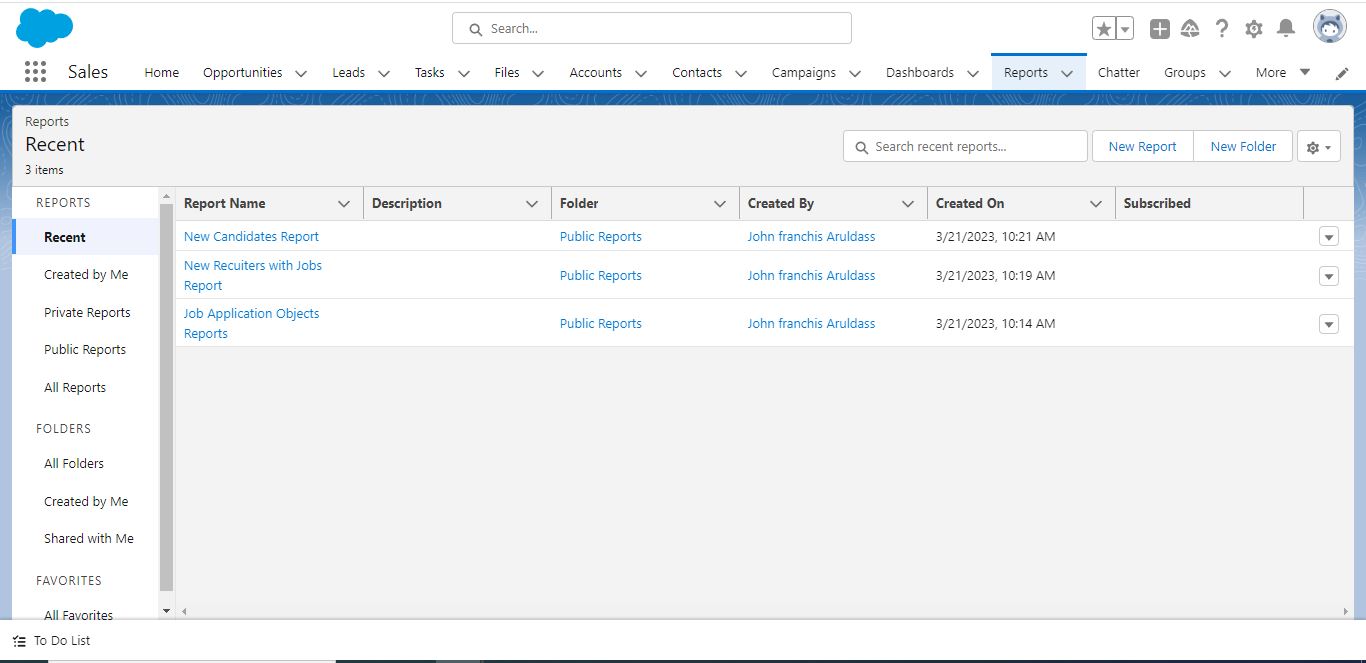 Search...
Sales
Home
Opportunities
Leads
Tasks
Files
Accounts
Contacts
Campaigns
Dashboards
Reports
Chatter
Groups
More
Reports
Recent
3 items
Search recent reports...
New Report
New Folder
REPORTS
Recent
Created by Me
Private Reports
Public Reports
All Reports
FOLDERS
All Folders
Created by Me
Shared with Me
FAVORITES
All Favorites
Report Name
Description
Folder
Created By
Created On
Subscribed
New Candidates Report
Public Reports
John franchis Aruldass
3/21/2023, 10:21 AM
New Recuiters with Jobs
Report
Public Reports
John franchis Aruldass
3/21/2023, 10:19 AM
Job Application Objects
Reports
Public Reports
John franchis Aruldass
3/21/2023, 10:14 AM
To Do List